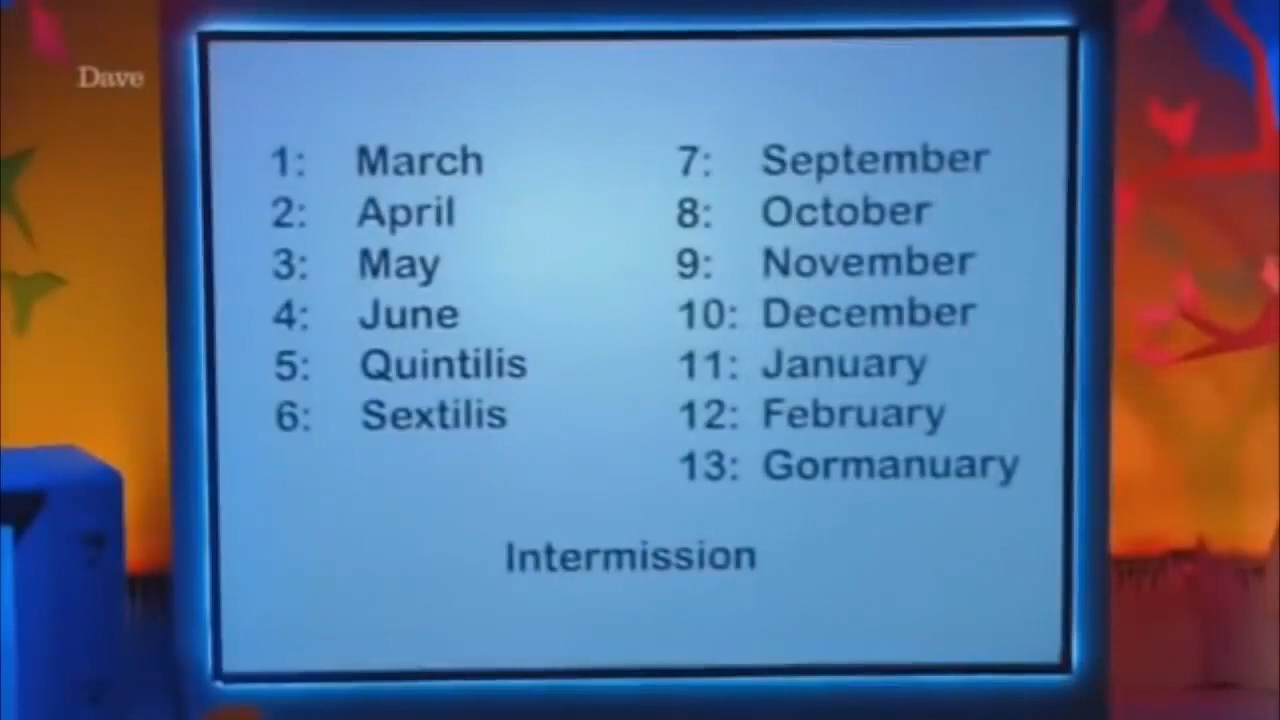 Dave
1: March
2: April
3: May
4: June
5: Quintilis
6: Sextilis
7: September
8: October
9: November
10: December
11: January
12: February
13: Gormanuary
Intermission